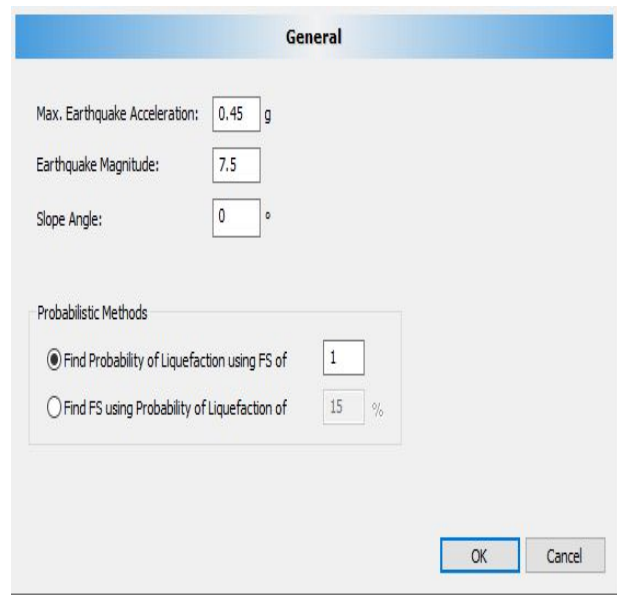 General
Max. Earthquake Acceleration: 0.45 g
Earthquake Magnitude: 7.5
Slope Angle: 0 °
Probabilistic Methods
Find Probability of Liquefaction using FS of 1
Find FS using Probability of Liquefaction of 15 %
OK Cancel